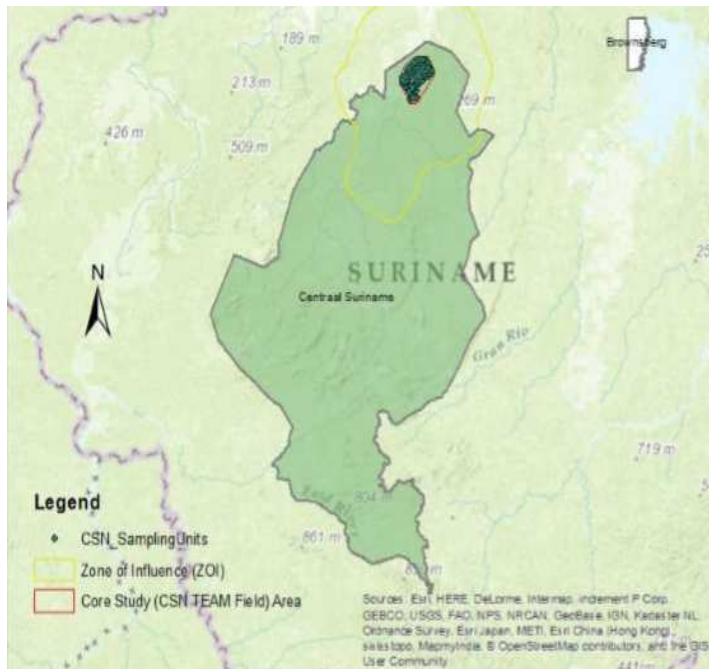 189 m
Brownsberg
213 m
69 m
426 m
509 m
N
SURINAME
Centraal Suriname
Gran Rio
719 m
Legend
804 m
861 m
CSN_SamplingUnits
Zone of Influence (ZOI)
Core Study (CSN TEAM Field) Area
Sources: Esri, HERE, DeLorme, Intermap, increment P Corp.,
GEBCO, USGS, FAO, NPS, NRCAN, GeoBase, IGN, Kadaster NL,
Ordnance Survey, Esri Japan, METI, Esri China (Hong Kong),
swisstopo, MapmyIndia, © OpenStreetMap contributors, and the GIS
User Community